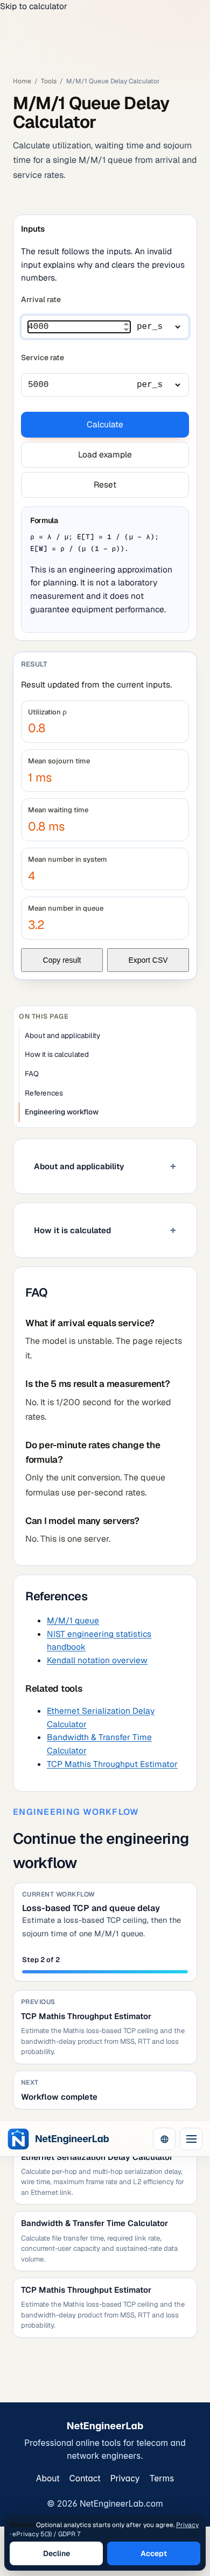 Skip to calculator
Home / Tools / M/M/1 Queue Delay Calculator
M/M/1 Queue Delay
Calculator
Calculate utilization, waiting time and sojourn
time for a single M/M/1 queue from arrival and
service rates.
Inputs
The result follows the inputs. An invalid
input explains why and clears the previous
numbers.
Arrival rate
4000 per_s
Service rate
5000 per_s
Calculate
Load example
Reset
Formula
ρ = λ / μ; E[T] = 1 / (μ − λ);
E[W] = ρ / (μ (1 − ρ)).
This is an engineering approximation
for planning. It is not a laboratory
measurement and it does not
guarantee equipment performance.
RESULT
Result updated from the current inputs.
Utilization ρ
0.8
Mean sojourn time
1 ms
Mean waiting time
0.8 ms
Mean number in system
4
Mean number in queue
3.2
Copy result
Export CSV
ON THIS PAGE
About and applicability
How it is calculated
FAQ
References
Engineering workflow
About and applicability +
How it is calculated +
FAQ
What if arrival equals service?
The model is unstable. The page rejects
it.
Is the 5 ms result a measurement?
No. It is 1/200 second for the worked
rates.
Do per-minute rates change the
formula?
Only the unit conversion. The queue
formulas use per-second rates.
Can I model many servers?
No. This is one server.
References
M/M/1 queue
NIST engineering statistics
handbook
Kendall notation overview
Related tools
Ethernet Serialization Delay
Calculator
Bandwidth & Transfer Time
Calculator
TCP Mathis Throughput Estimator
ENGINEERING WORKFLOW
Continue the engineering
workflow
CURRENT WORKFLOW
Loss-based TCP and queue delay
Estimate a loss-based TCP ceiling, then the
sojourn time of one M/M/1 queue.
Step 2 of 2
PREVIOUS
TCP Mathis Throughput Estimator
Estimate the Mathis loss-based TCP ceiling and the
bandwidth-delay product from MSS, RTT and loss
probability.
NEXT
Workflow complete
N NetEngineerLab
Ethernet Serialization Delay Calculator
Calculate per-hop and multi-hop serialization delay,
wire time, maximum frame rate and L2 efficiency for
an Ethernet link.
Bandwidth & Transfer Time Calculator
Calculate file transfer time, required link rate,
concurrent-user capacity and sustained-rate data
volume.
TCP Mathis Throughput Estimator
Estimate the Mathis loss-based TCP ceiling and the
bandwidth-delay product from MSS, RTT and loss
probability.
NetEngineerLab
Professional online tools for telecom and
network engineers.
About Contact Privacy Terms
© 2026 NetEngineerLab.com
Optional analytics starts only after you agree. Privacy
· ePrivacy 5(3) / GDPR 7
Decline
Accept